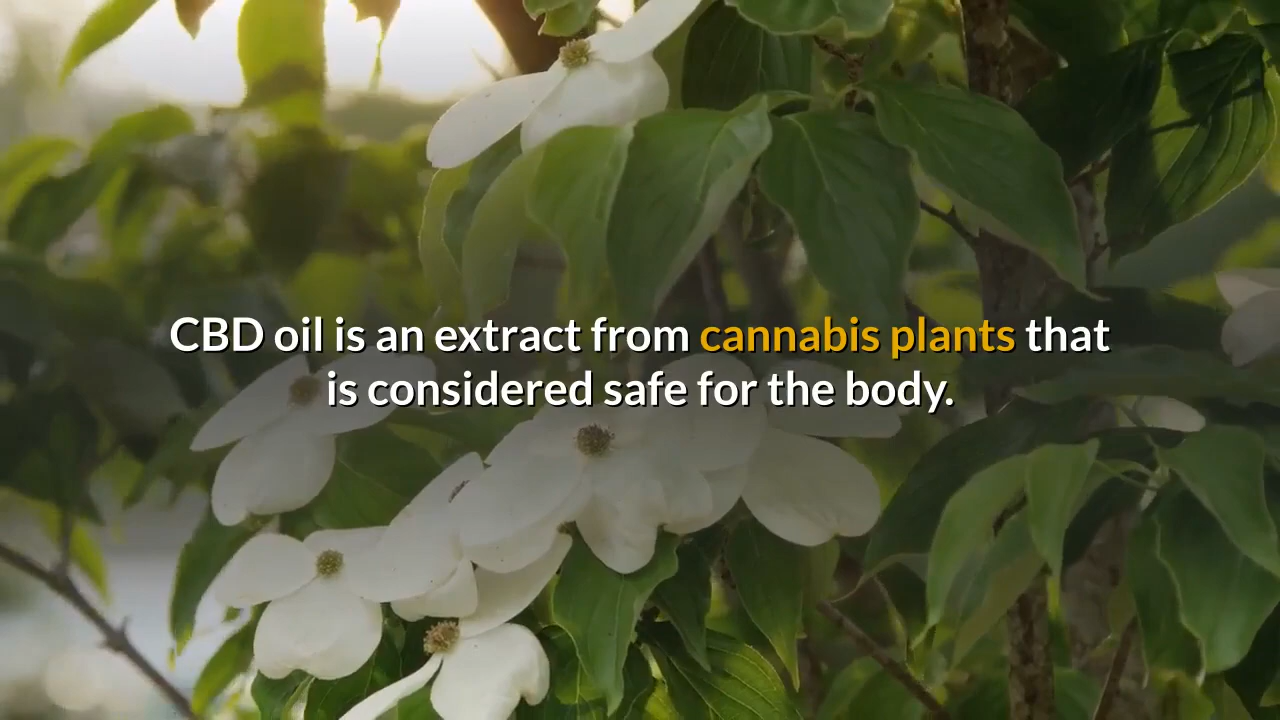 CBD oil is an extract from cannabis plants that
is considered safe for the body.